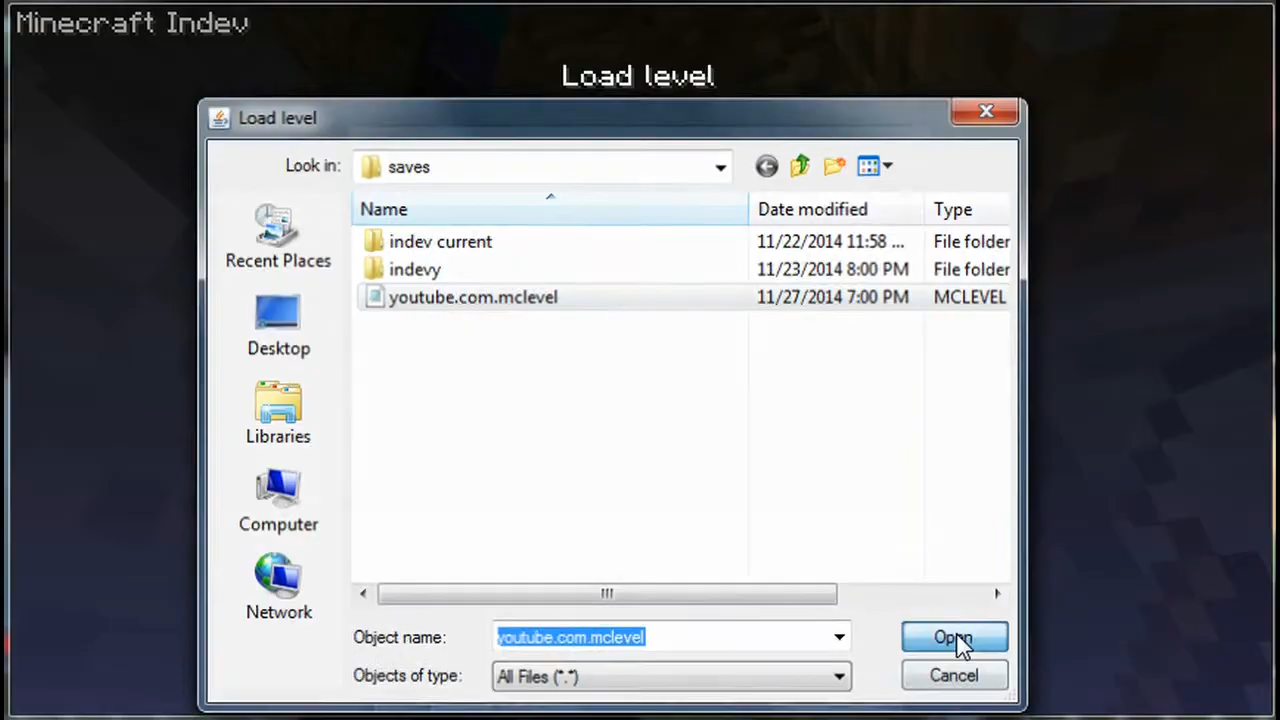 Minecraft Indev
Load level
Load level
Look in: saves
Name Date modified Type
indev current 11/22/2014 11:58 ... File folder
indevy 11/23/2014 8:00 PM File folder
youtube.com.mclevel 11/27/2014 7:00 PM MCLEVEL
Recent Places
Desktop
Libraries
Computer
Network
Object name: youtube.com.mclevel Open
Objects of type: All Files (*.*) Cancel